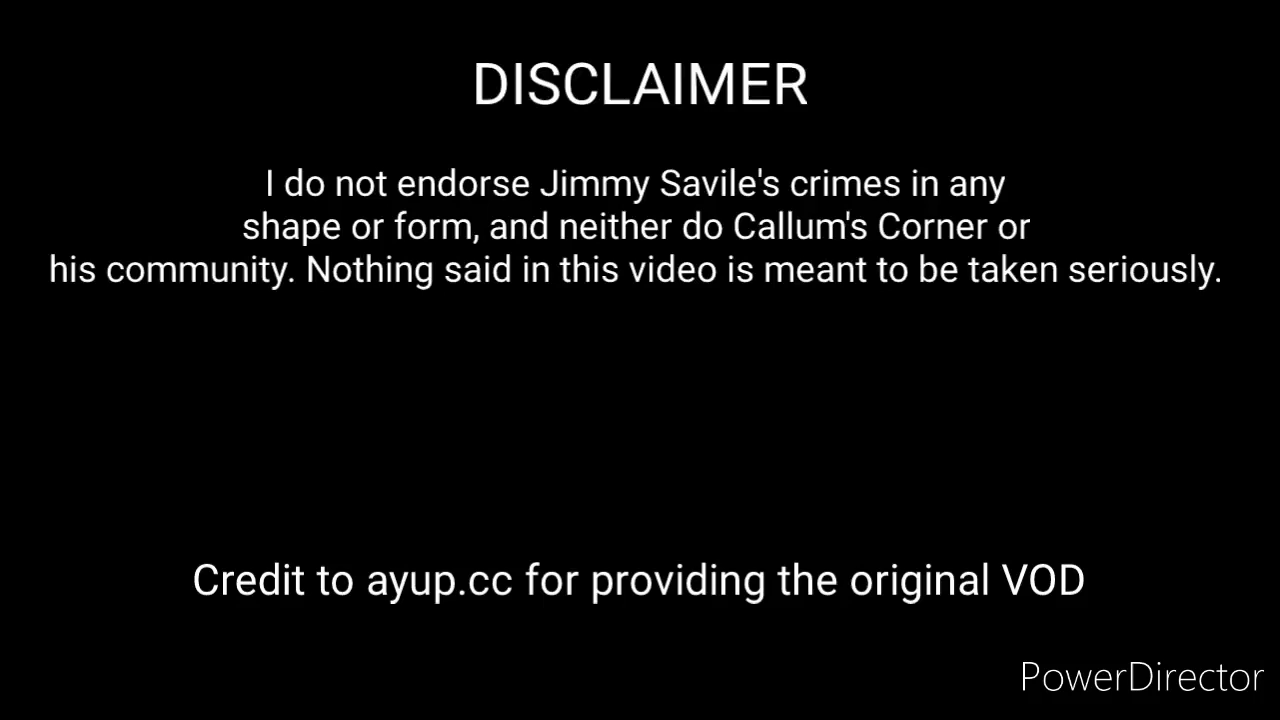 DISCLAIMER
I do not endorse Jimmy Savile's crimes in any
shape or form, and neither do Callum's Corner or
his community. Nothing said in this video is meant to be taken seriously.
Credit to ayup.cc for providing the original VOD
PowerDirector